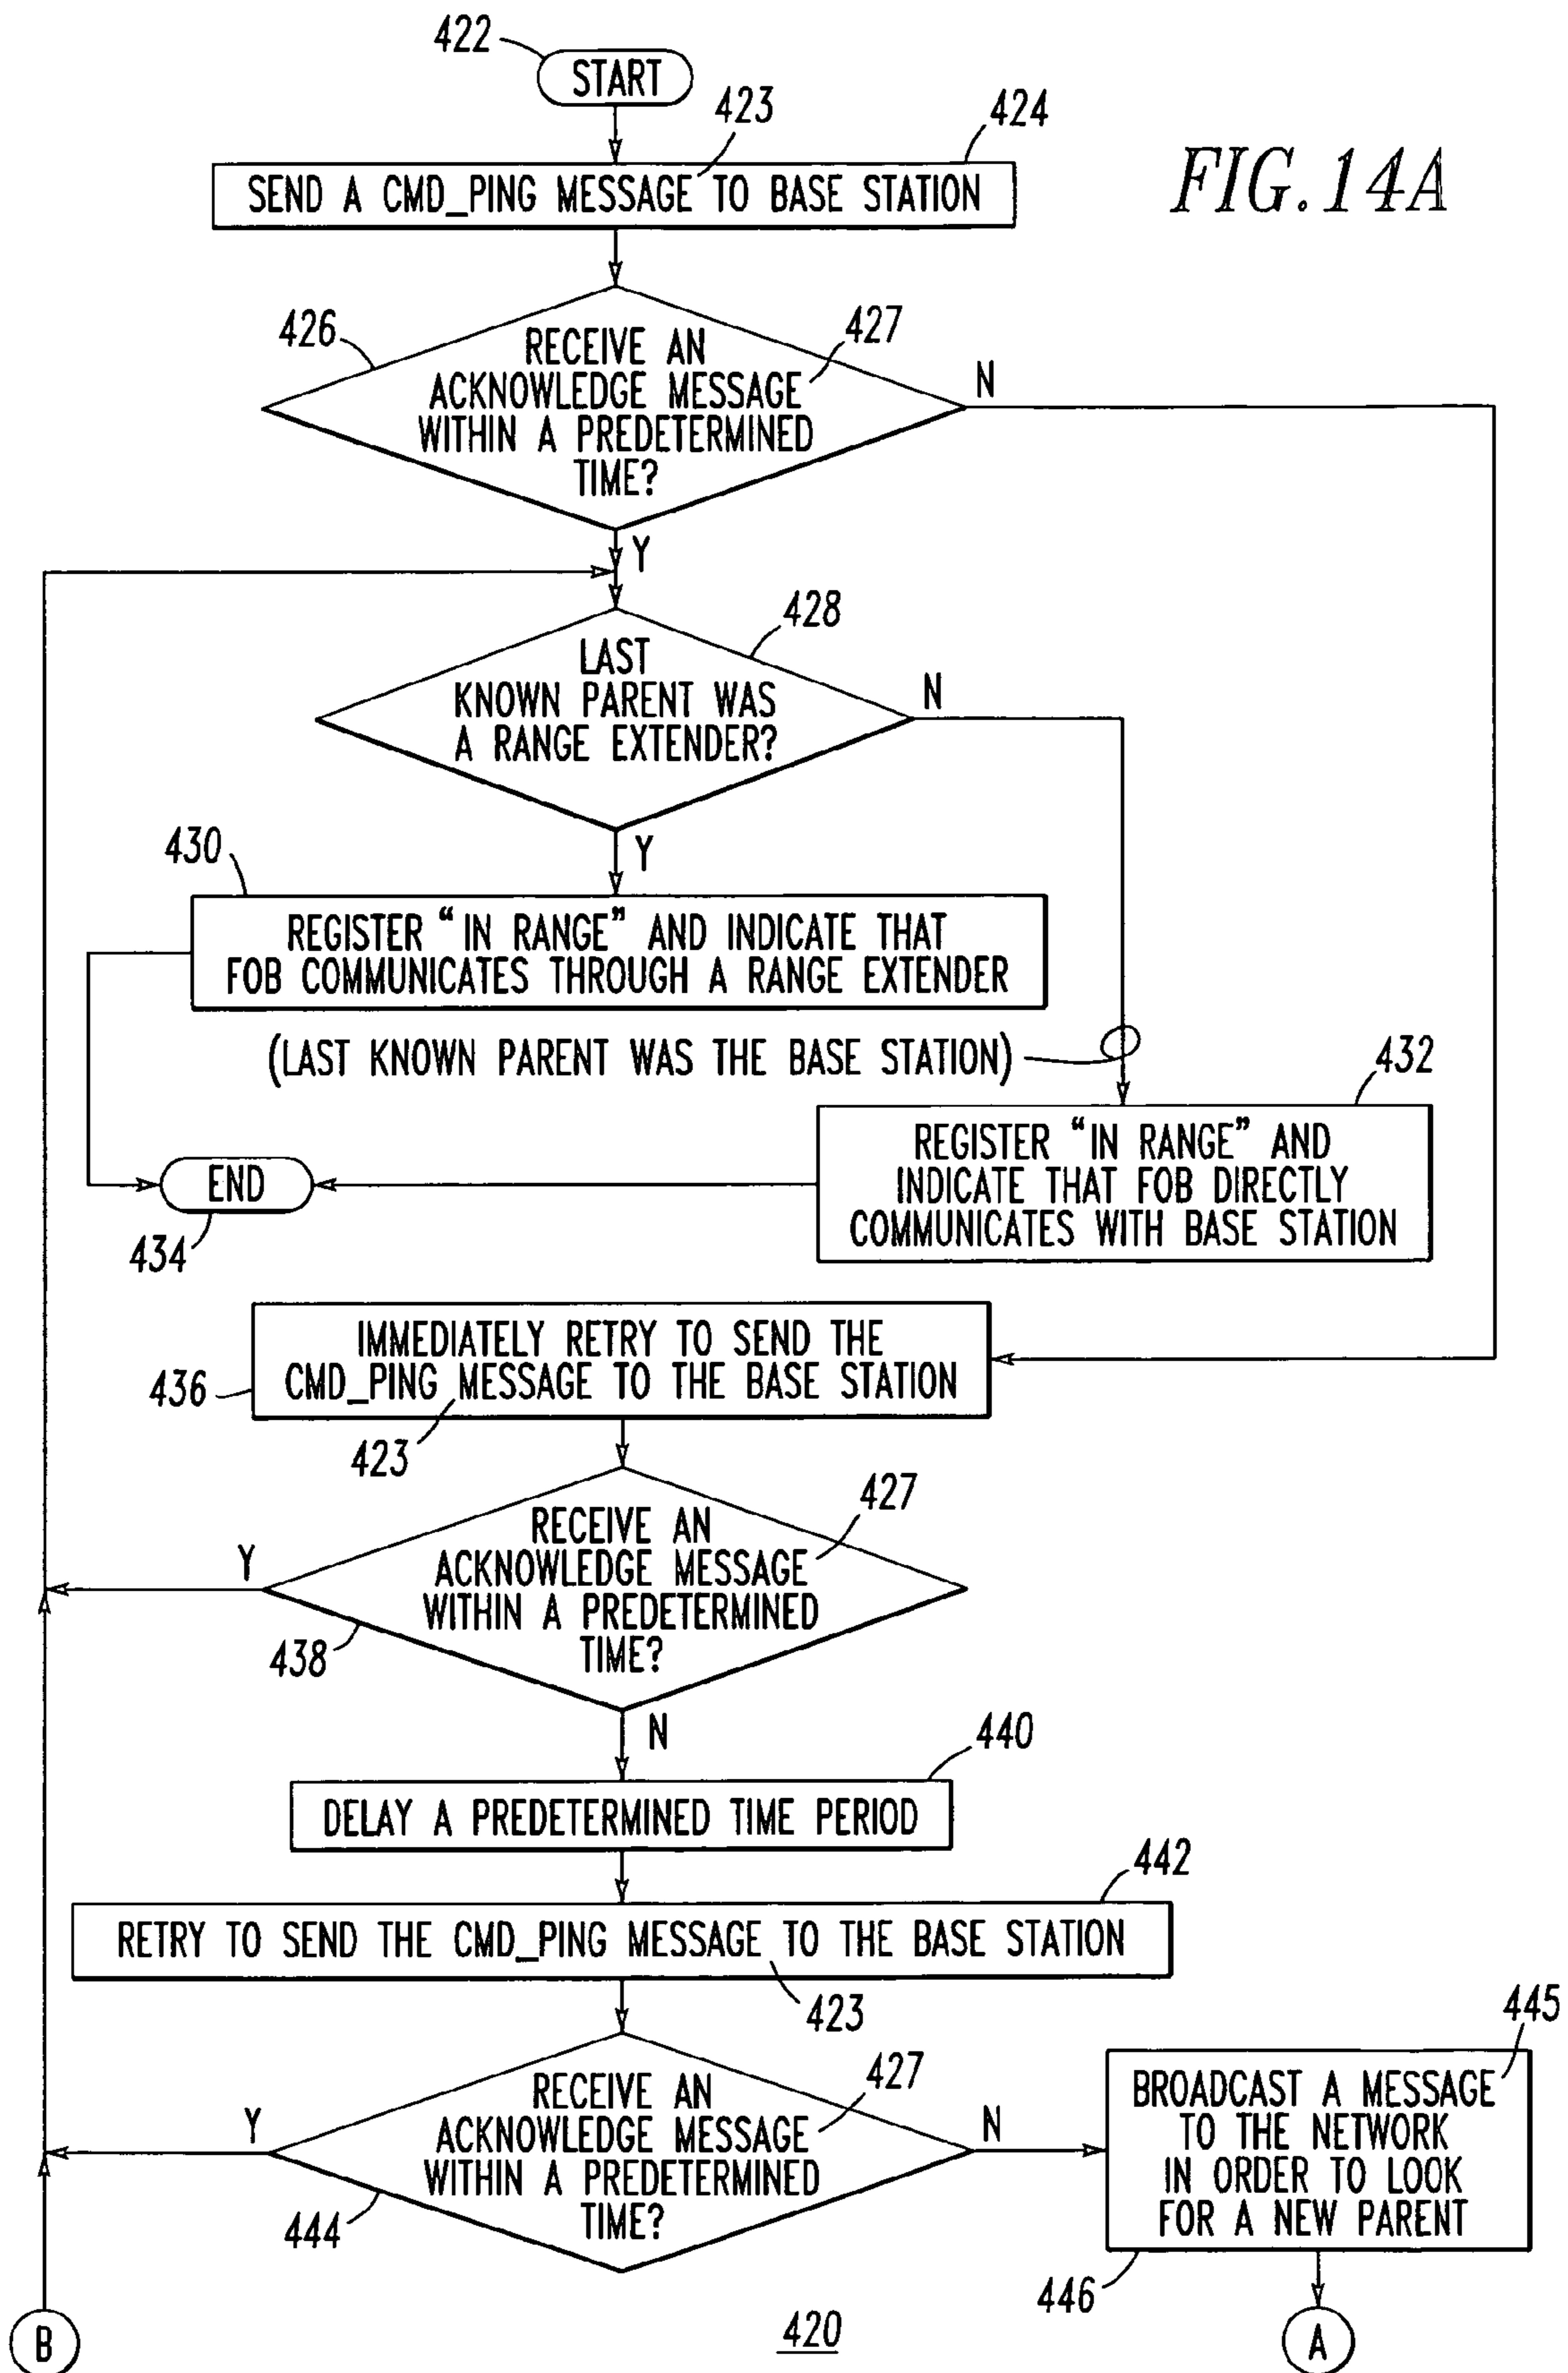 422
START
423
424
FIG. 14A
SEND A CMD_PING MESSAGE TO BASE STATION
426
427
RECEIVE AN
ACKNOWLEDGE MESSAGE
WITHIN A PREDETERMINED
TIME?
N
Y
428
LAST
KNOWN PARENT WAS
A RANGE EXTENDER?
N
Y
430
REGISTER “IN RANGE” AND INDICATE THAT
FOB COMMUNICATES THROUGH A RANGE EXTENDER
(LAST KNOWN PARENT WAS THE BASE STATION)
432
REGISTER “IN RANGE” AND
INDICATE THAT FOB DIRECTLY
COMMUNICATES WITH BASE STATION
END
434
IMMEDIATELY RETRY TO SEND THE
CMD_PING MESSAGE TO THE BASE STATION
436
423
427
RECEIVE AN
ACKNOWLEDGE MESSAGE
WITHIN A PREDETERMINED
TIME?
Y
438
N
440
DELAY A PREDETERMINED TIME PERIOD
442
RETRY TO SEND THE CMD_PING MESSAGE TO THE BASE STATION
423
445
427
RECEIVE AN
ACKNOWLEDGE MESSAGE
WITHIN A PREDETERMINED
TIME?
Y
N
444
BROADCAST A MESSAGE
TO THE NETWORK
IN ORDER TO LOOK
FOR A NEW PARENT
446
B
420
A